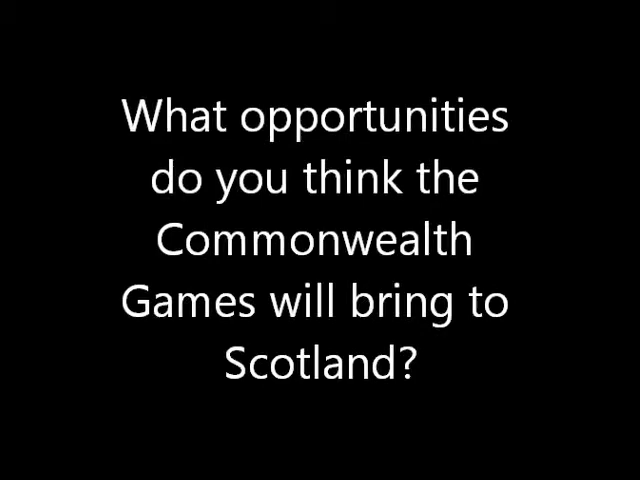 What opportunities
do you think the
Commonwealth
Games will bring to
Scotland?